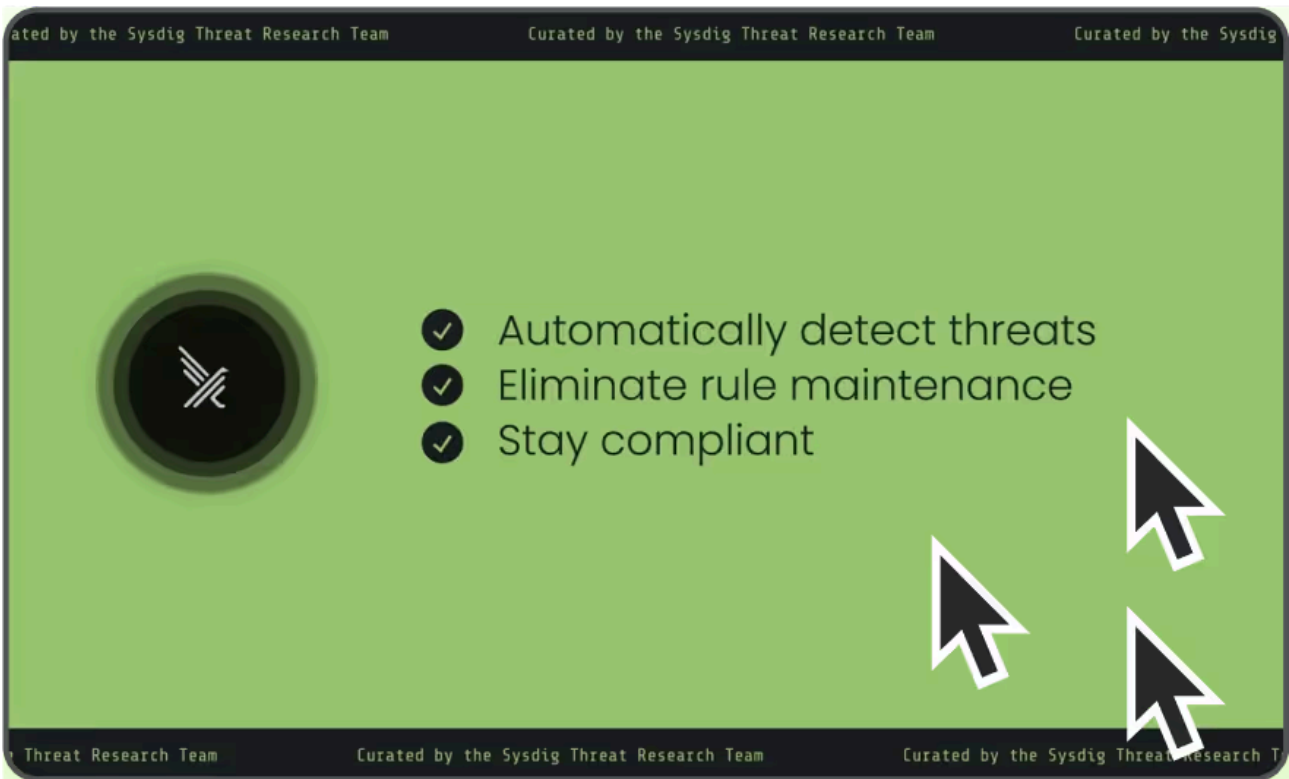 ated by the Sysdig Threat Research Team Curated by the Sysdig Threat Research Team Curated by the Sysdig
Automatically detect threats
Eliminate rule maintenance
Stay compliant
Threat Research Team Curated by the Sysdig Threat Research Team Curated by the Sysdig Threat Research T